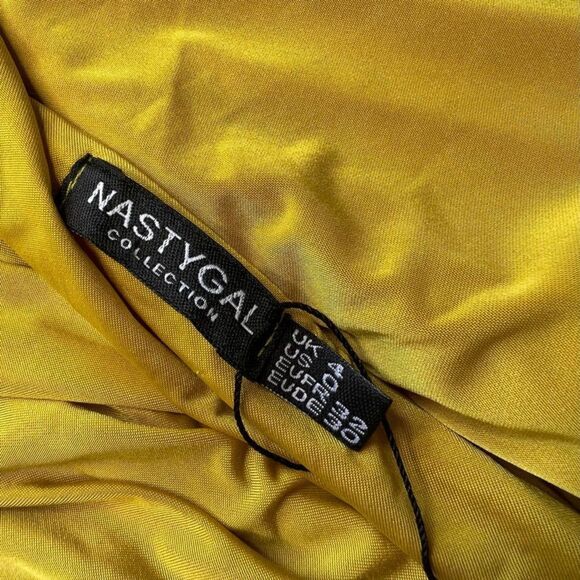 NASTYGAL
COLLECTION
UK 4
US 0
EUFR 32
EUDE 30